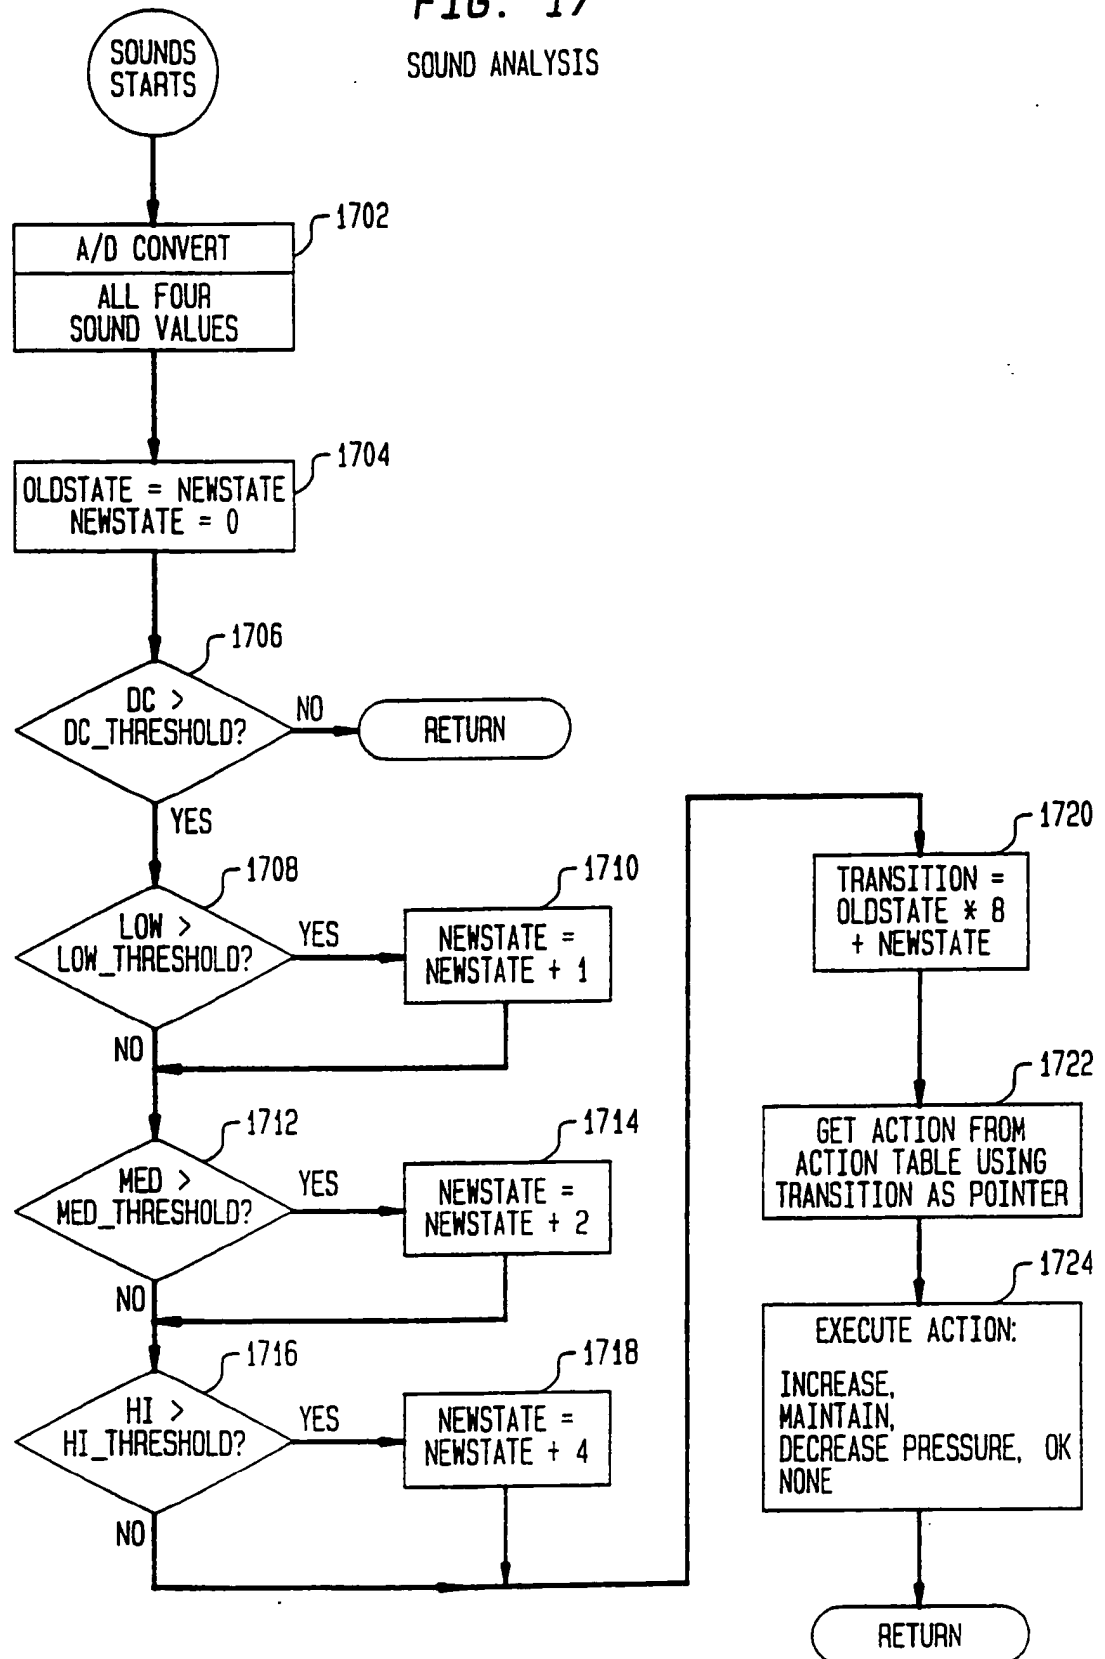 FIG. 17
SOUND ANALYSIS
SOUNDS
STARTS
1702
A/D CONVERT
ALL FOUR
SOUND VALUES
1704
OLDSTATE = NEWSTATE
NEWSTATE = 0
1706
DC >
DC_THRESHOLD?
NO
RETURN
YES
1708
LOW >
LOW_THRESHOLD?
YES
1710
NEWSTATE =
NEWSTATE + 1
NO
1712
MED >
MED_THRESHOLD?
YES
1714
NEWSTATE =
NEWSTATE + 2
NO
1716
HI >
HI_THRESHOLD?
YES
1718
NEWSTATE =
NEWSTATE + 4
NO
1720
TRANSITION =
OLDSTATE * 8
+ NEWSTATE
1722
GET ACTION FROM
ACTION TABLE USING
TRANSITION AS POINTER
1724
EXECUTE ACTION:
INCREASE,
MAINTAIN,
DECREASE PRESSURE, OK
NONE
RETURN